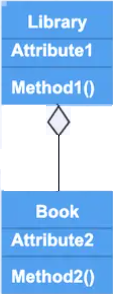 Library
Attribute1
Method1()
Book
Attribute2
Method2()